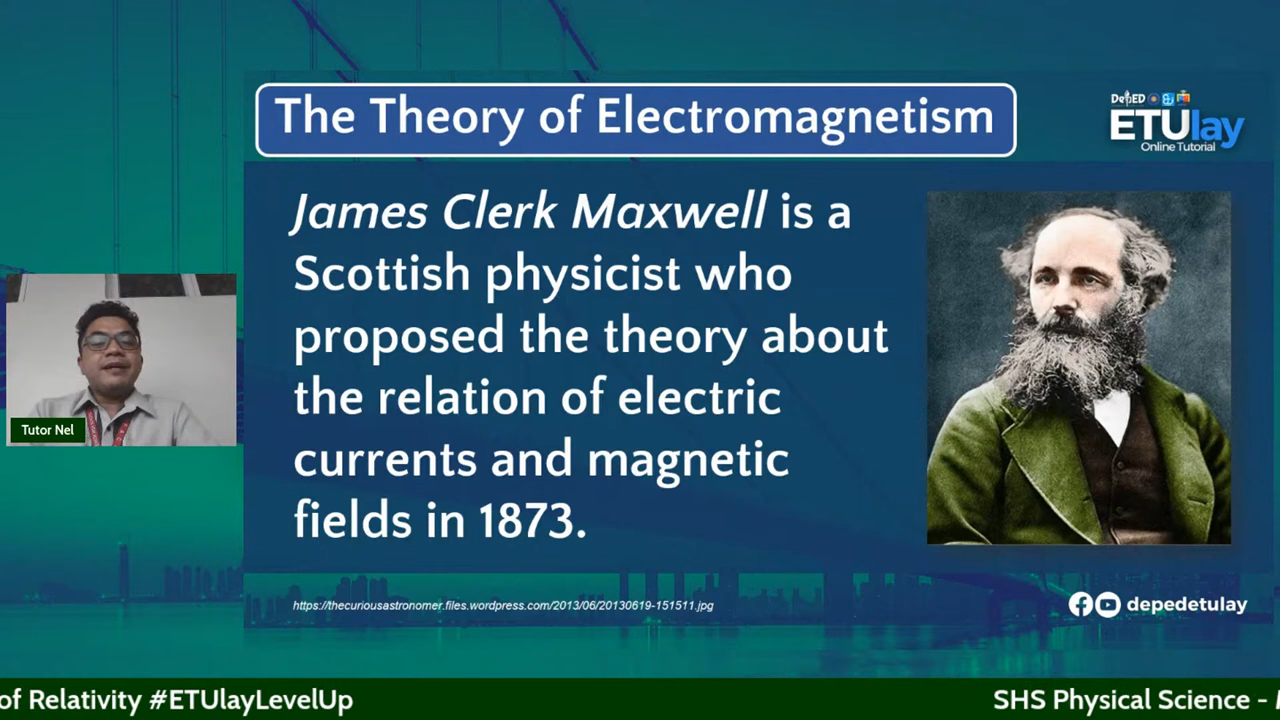 The Theory of Electromagnetism
DepED
ETUlay
Online Tutorial
James Clerk Maxwell is a
Scottish physicist who
proposed the theory about
the relation of electric
currents and magnetic
fields in 1873.
Tutor Nel
https://thecuriousastronomer.files.wordpress.com/2013/06/20130619-151511.jpg
depedetulay
of Relativity #ETUlayLevelUp
SHS Physical Science -